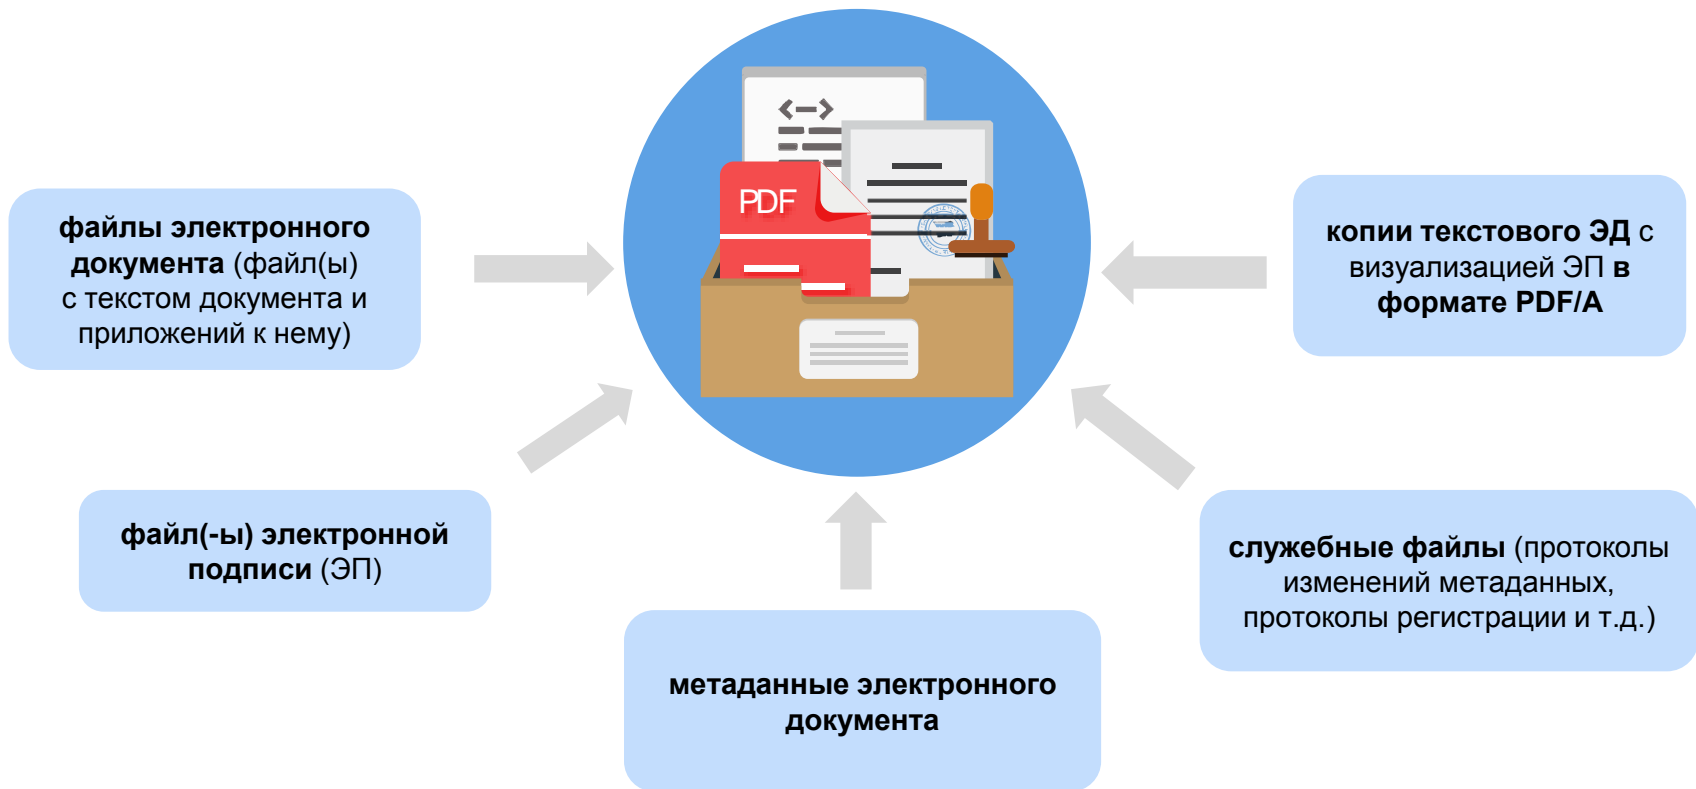 PDF
файлы электронного
документа (файл(ы)
с текстом документа и
приложений к нему)
копии текстового ЭД с
визуализацией ЭП в
формате PDF/A
файл(-ы) электронной
подписи (ЭП)
служебные файлы (протоколы
изменений метаданных,
протоколы регистрации и т.д.)
метаданные электронного
документа